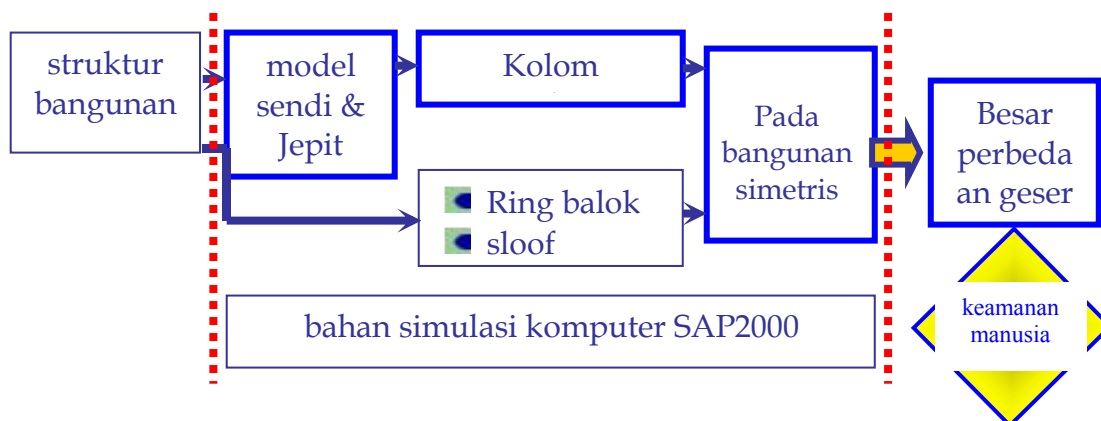 struktur
bangunan
model
sendi &
Jepit
Kolom
Ring balok
sloof
Pada
bangunan
simetris
Besar
perbeda
an geser
keamanan
manusia
bahan simulasi komputer SAP2000